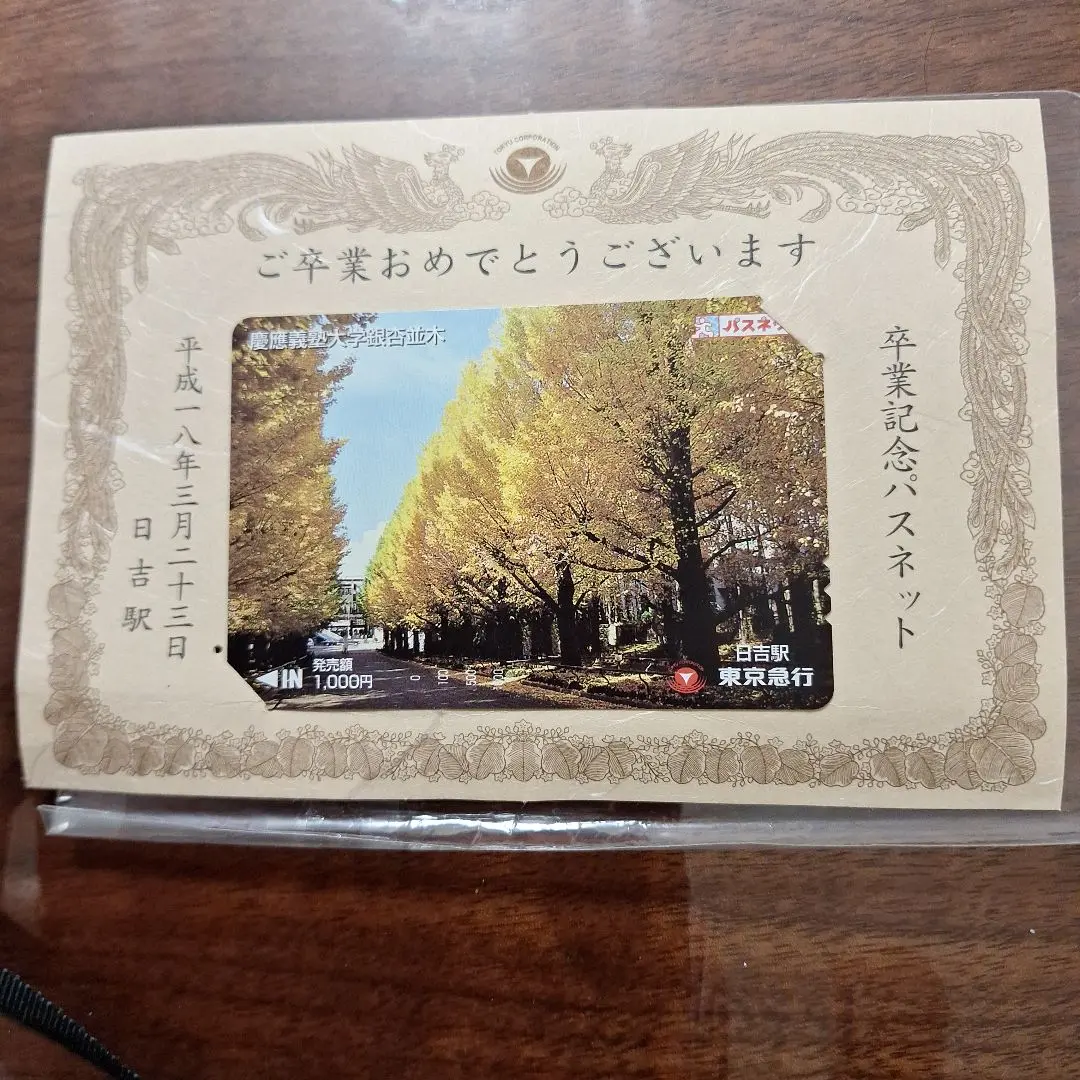 TOKYU CORPORATION
ご卒業おめでとうございます
卒業記念パスネット
慶應義塾大学銀杏並木
パスネッ
◀IN
発売額
1,000円
0
100
500
日吉駅
東京急行
平成一八年三月二十三日
日吉駅